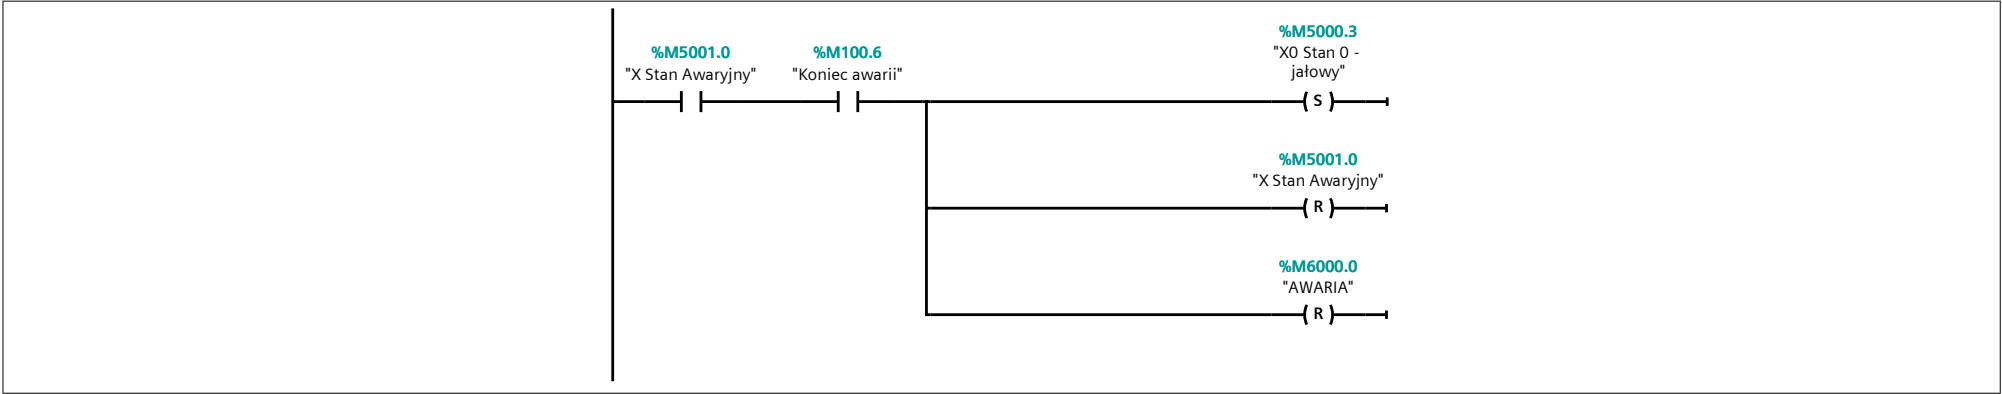 %M5000.3
"X0 Stan 0 -
jałowy"
%M5001.0
"X Stan Awaryjny"
%M100.6
"Koniec awarii"
S
%M5001.0
"X Stan Awaryjny"
R
%M6000.0
"AWARIA"
R